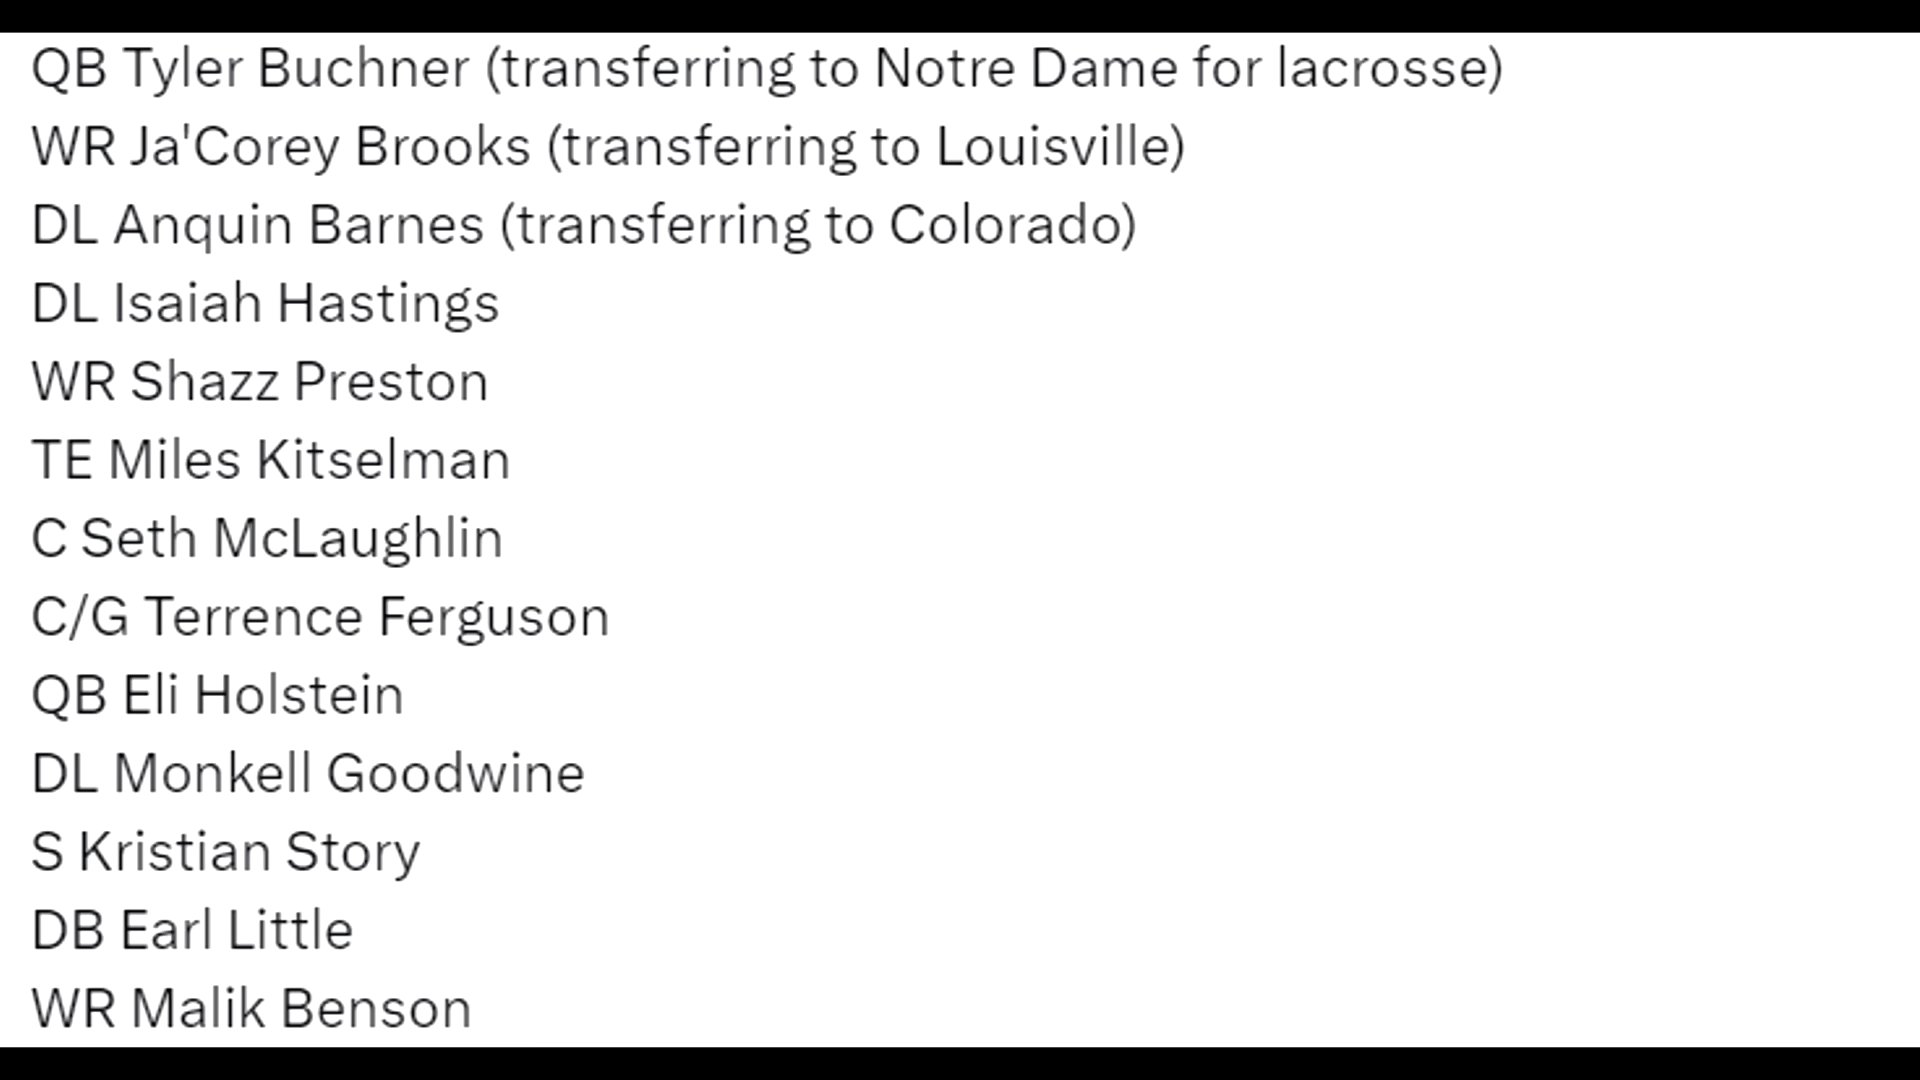 QB Tyler Buchner (transferring to Notre Dame for lacrosse)
WR Ja'Corey Brooks (transferring to Louisville)
DL Anquin Barnes (transferring to Colorado)
DL Isaiah Hastings
WR Shazz Preston
TE Miles Kitselman
C Seth McLaughlin
C/G Terrence Ferguson
QB Eli Holstein
DL Monkell Goodwine
S Kristian Story
DB Earl Little
WR Malik Benson